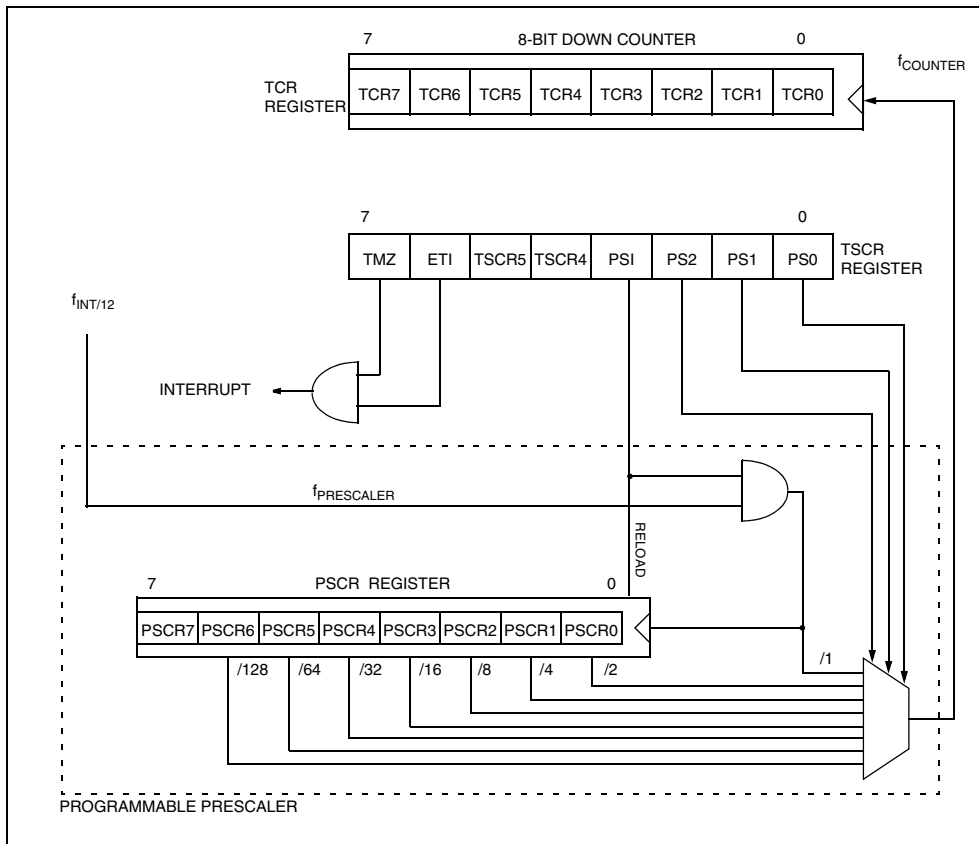 7 8-BIT DOWN COUNTER 0
fCOUNTER
TCR
REGISTER
TCR7 TCR6 TCR5 TCR4 TCR3 TCR2 TCR1 TCR0
7 0
TMZ ETI TSCR5 TSCR4 PSI PS2 PS1 PS0
TSCR
REGISTER
fINT/12
INTERRUPT
fPRESCALER
RELOAD
7 PSCR REGISTER 0
PSCR7 PSCR6 PSCR5 PSCR4 PSCR3 PSCR2 PSCR1 PSCR0
/128 /64 /32 /16 /8 /4 /2 /1
PROGRAMMABLE PRESCALER